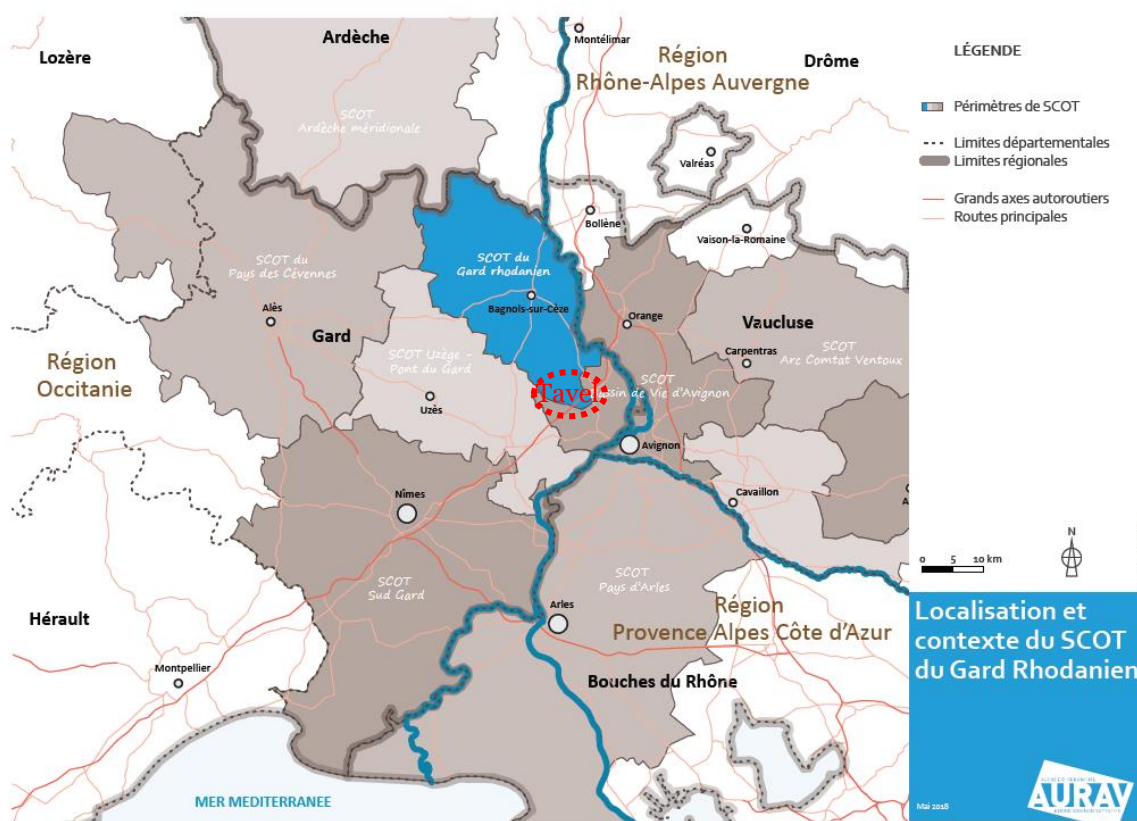 Lozère
Ardèche
Montélimar
Région
Rhône-Alpes Auvergne
Drôme
SCOT
Ardèche méridionale
Valréas
Bollène
Vaison-la-Romaine
SCOT du
Pays des Cévennes
SCOT du
Gard rhodanien
Bagnols-sur-Cèze
Orange
Vaucluse
Alès
Gard
SCOT Uzège -
Pont du Gard
Carpentras
SCOT
Arc Comtat Ventoux
Région
Occitanie
Uzès
Tavel
SCOT
de Vie d'Avignon
Avignon
Nîmes
Cavaillon
SCOT
Sud Gard
SCOT
Pays d'Arles
Hérault
Arles
Région
Provence Alpes Côte d'Azur
Montpellier
Bouches du Rhône
MER MEDITERRANEE
LÉGENDE
Périmètres de SCOT
Limites départementales
Limites régionales
Grands axes autoroutiers
Routes principales
N
0 5 10 km
Localisation et
contexte du SCOT
du Gard Rhodanien
Mai 2018
AURAV